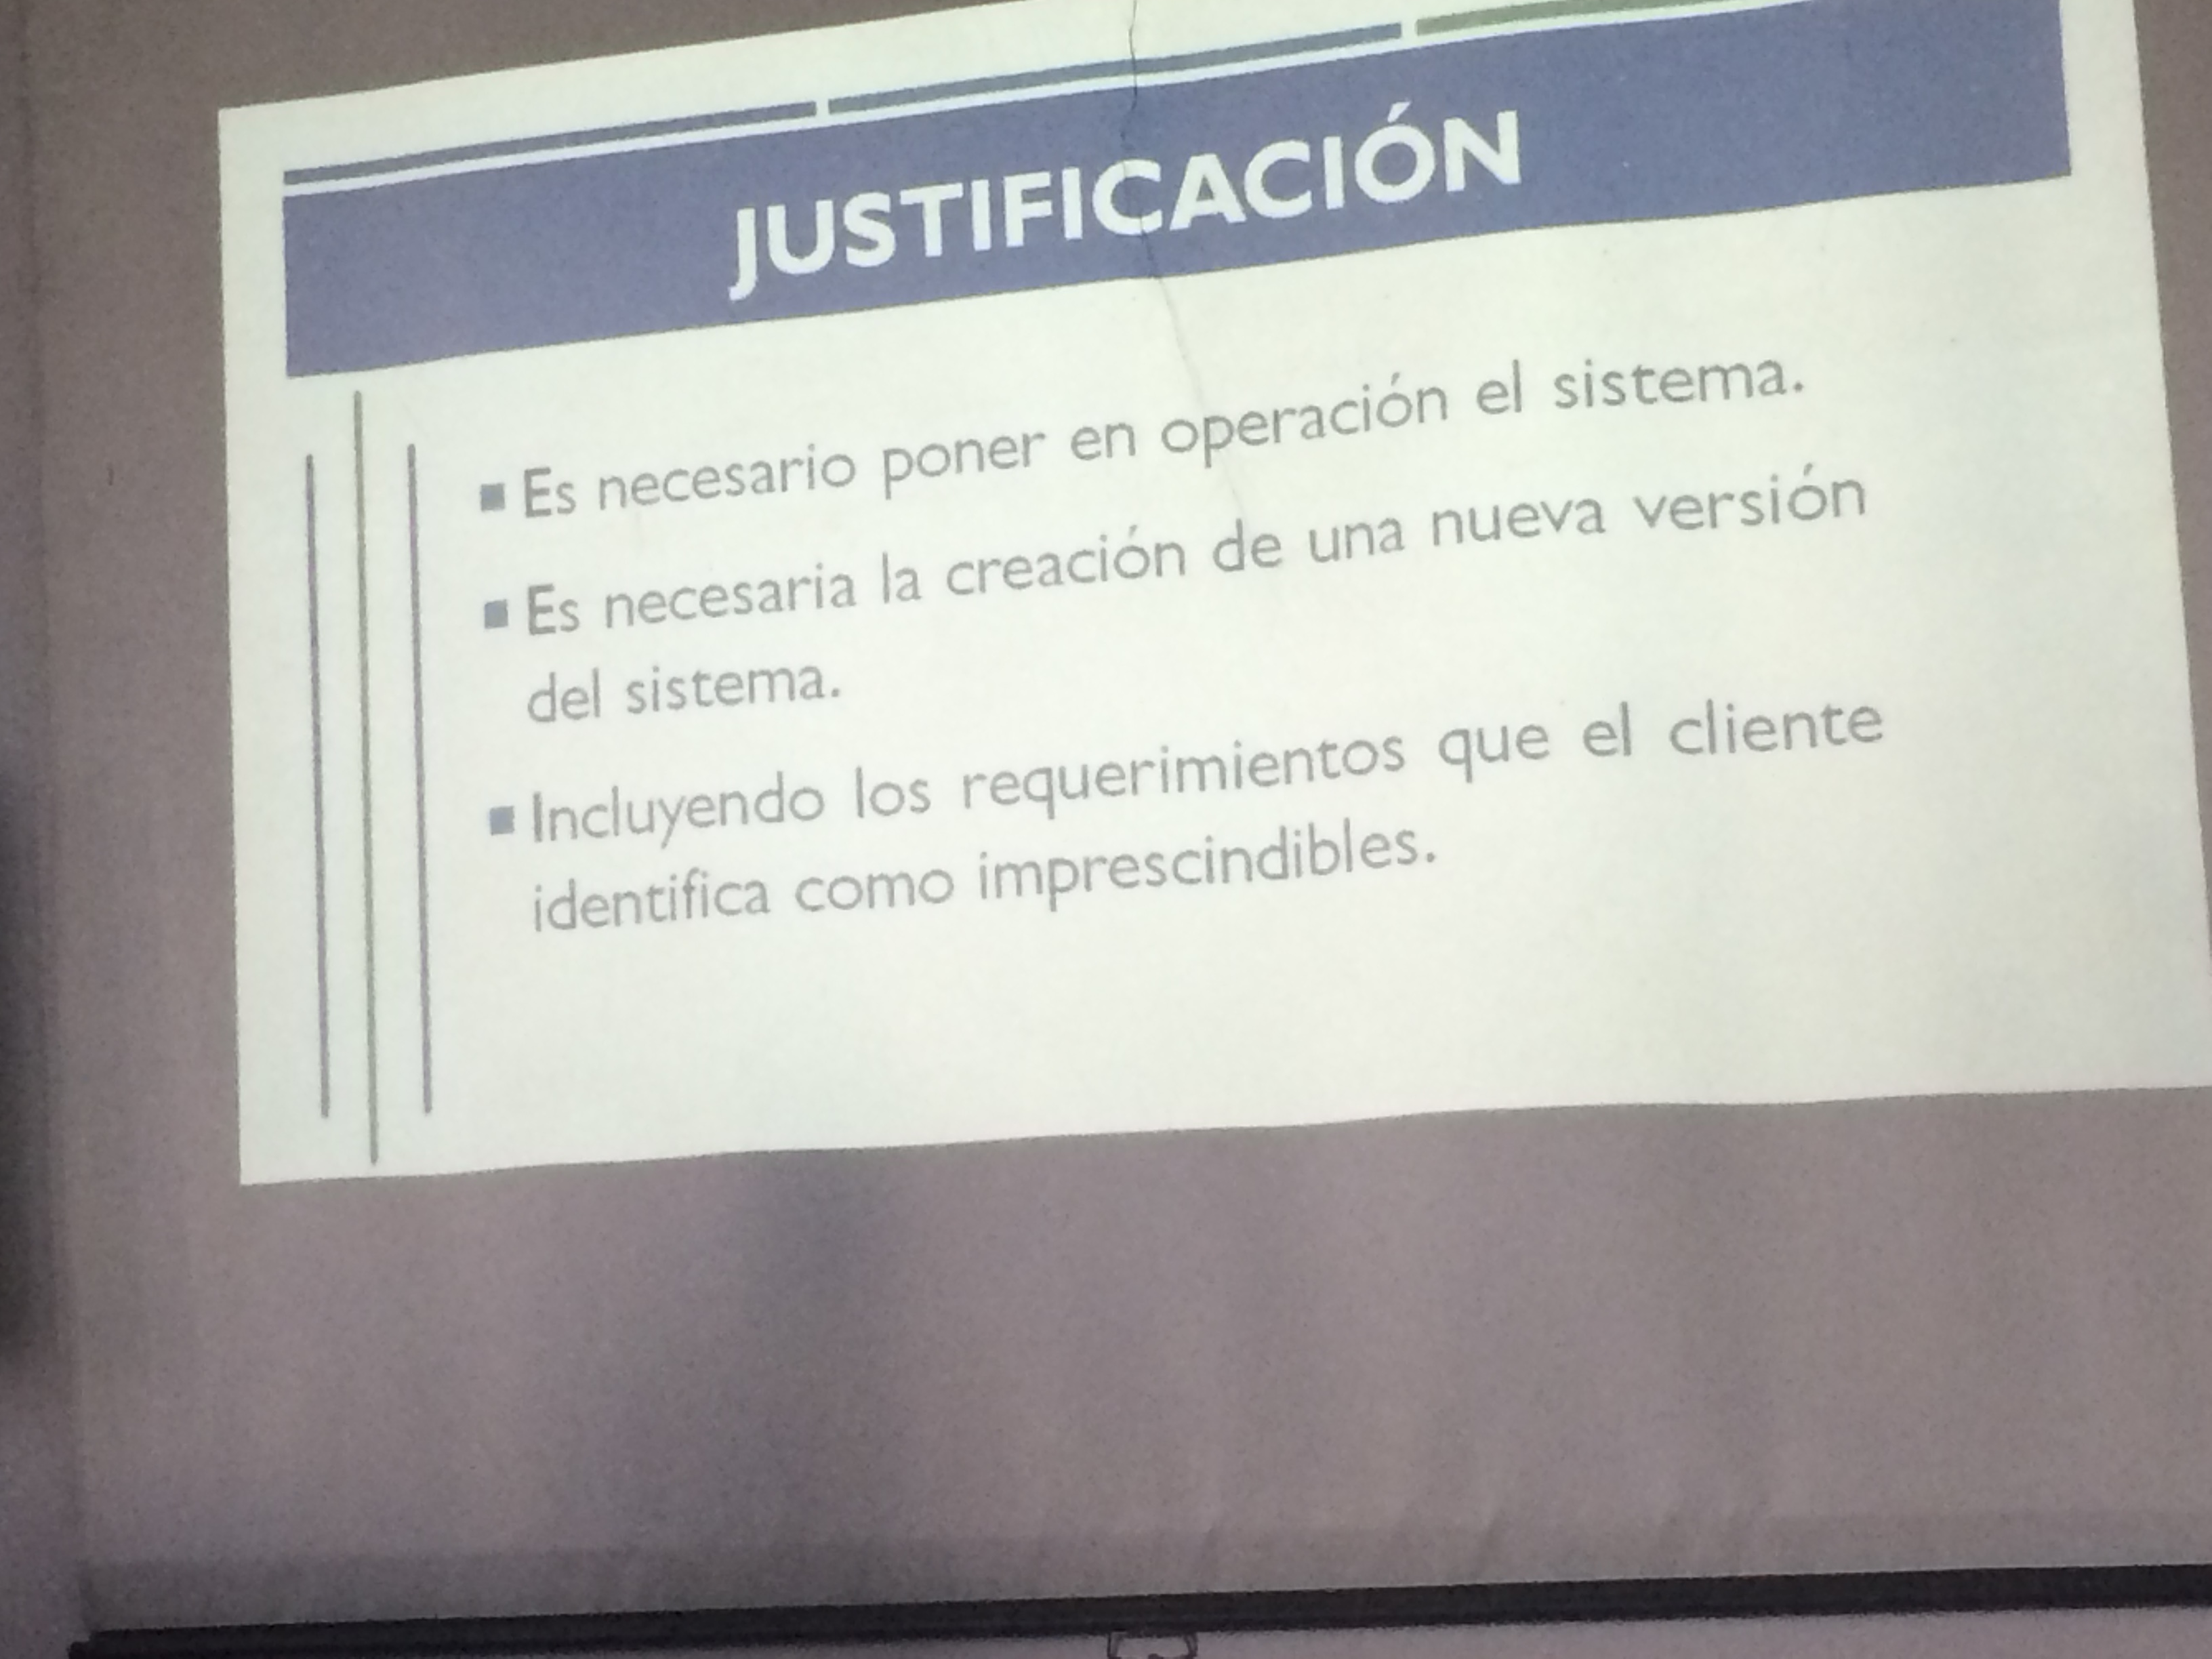 JUSTIFICACIÓN
▪ Es necesario poner en operación el sistema.
▪ Es necesaria la creación de una nueva versión
del sistema.
▪ Incluyendo los requerimientos que el cliente
identifica como imprescindibles.